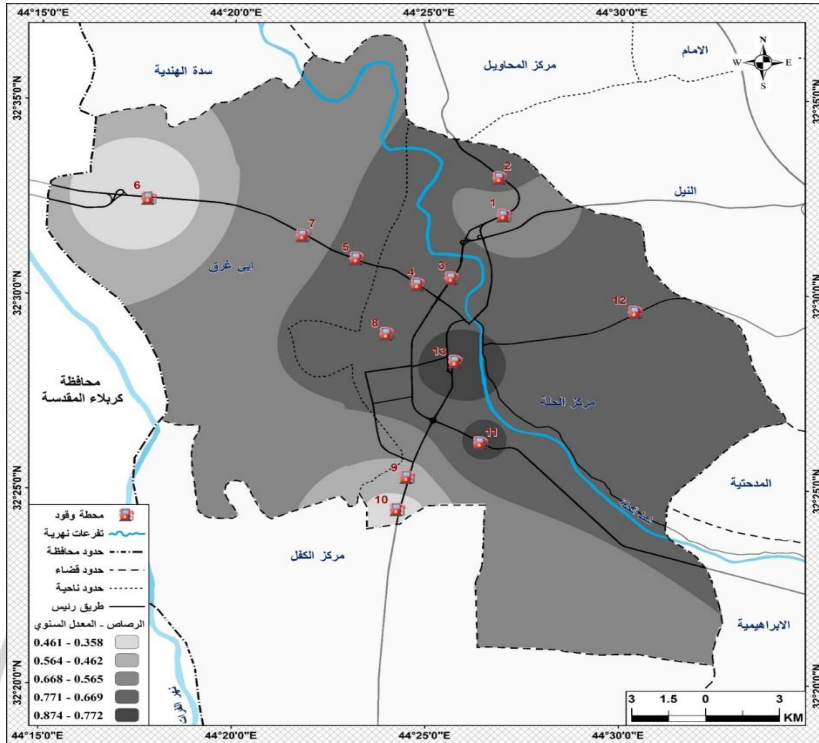 44°15'0"E 44°20'0"E 44°25'0"E 44°30'0"E
32°35'0"N 32°35'0"N
32°30'0"N 32°30'0"N
32°25'0"N 32°25'0"N
32°20'0"N 32°20'0"N
N
W E
S
الامام
مركز المحاويل
سدة الهندية
2
النيل
6
1
7
5
ابي غرق
3
4
12
8
13
محافظة
كربلاء المقدسة
مركز الحلة
11
9
المدحتية
10
مركز الكفل
الابراهيمية
محطة وقود
تفرعات نهرية
حدود محافظة
حدود قضاء
حدود ناحية
طريق رئيس
الرصاص - المعدل السنوي
0.461 - 0.358
0.564 - 0.462
0.668 - 0.565
0.771 - 0.669
0.874 - 0.772
3 1.5 0 3
KM
44°15'0"E 44°20'0"E 44°25'0"E 44°30'0"E